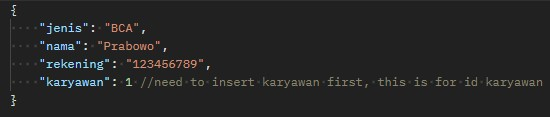 {
    "jenis": "BCA",
    "nama": "Prabowo",
    "rekening": "123456789",
    "karyawan": 1 //need to insert karyawan first, this is for id karyawan
}